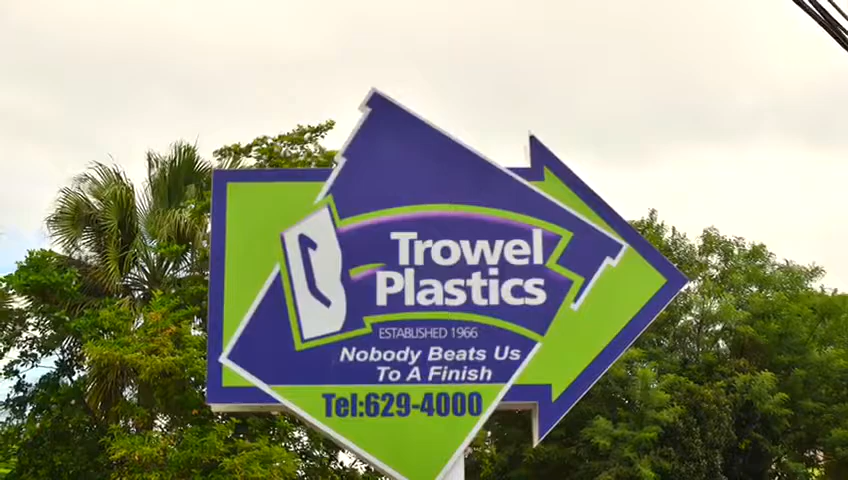 Trowel
Plastics
ESTABLISHED 1966
Nobody Beats Us
To A Finish
Tel:629-4000